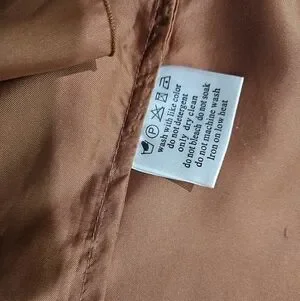 P
wash with like color
do not detergent
only dry clean
do not bleach do not soak
do not machine wash
Iron on low heat